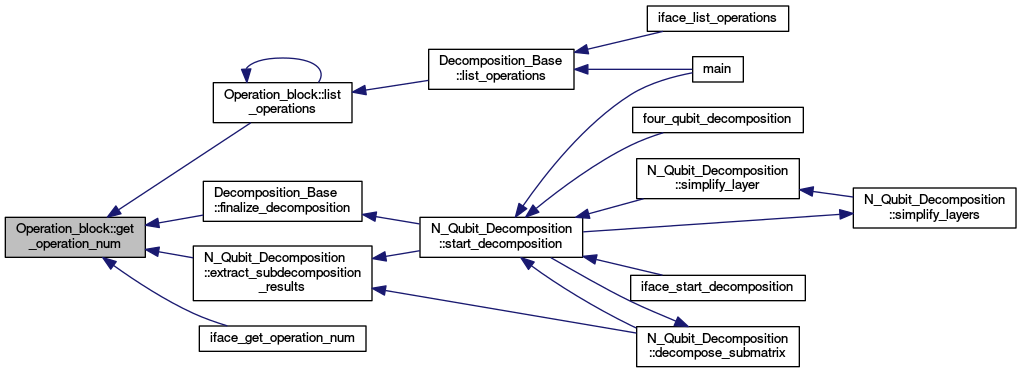 Operation_block::get
_operation_num
Operation_block::list
_operations
Decomposition_Base
::list_operations
iface_list_operations
main
Decomposition_Base
::finalize_decomposition
N_Qubit_Decomposition
::start_decomposition
four_qubit_decomposition
N_Qubit_Decomposition
::simplify_layer
N_Qubit_Decomposition
::simplify_layers
iface_start_decomposition
N_Qubit_Decomposition
::decompose_submatrix
N_Qubit_Decomposition
::extract_subdecomposition
_results
iface_get_operation_num